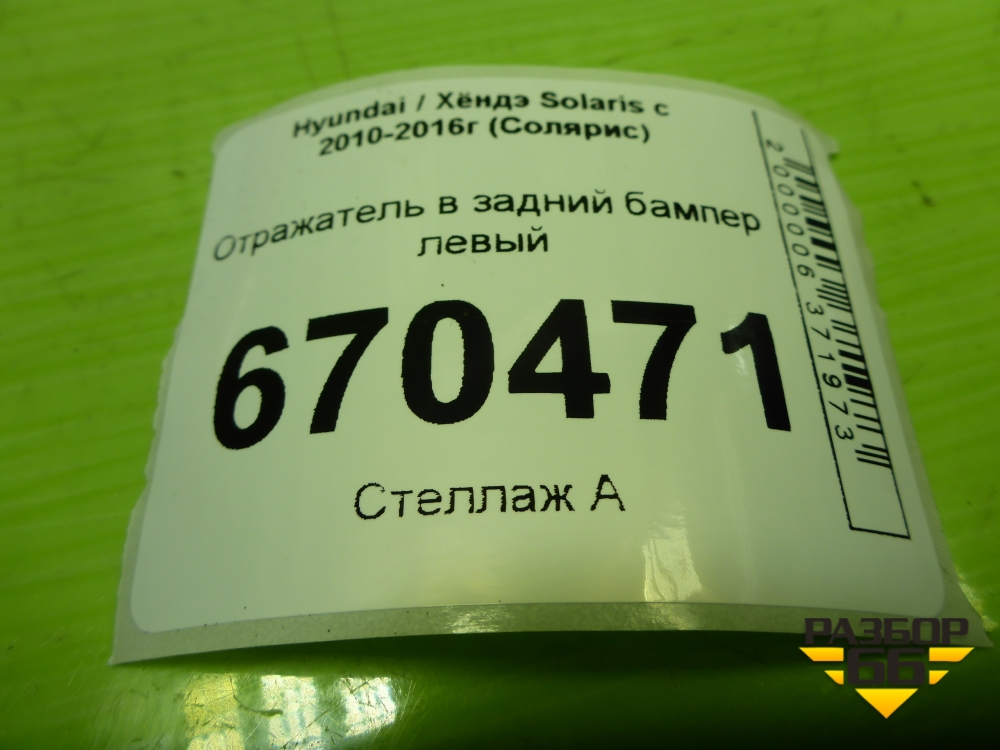 Hyundai / Хёндэ Solaris с
2010-2016г (Солярис)
Отражатель в задний бампер
левый
670471
Стеллаж А
2000006371973
РАЗБОР
66